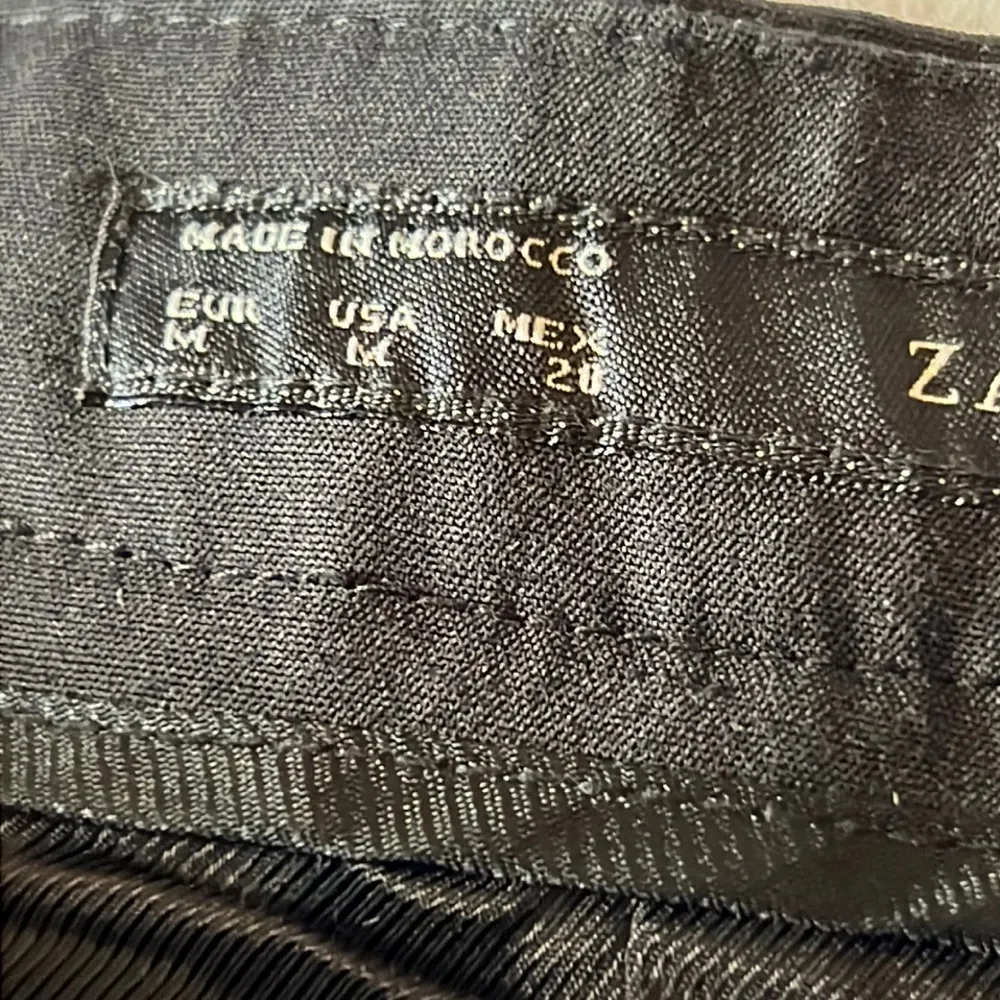 MADE IN MOROCCO
EUR USA MEX
M M 28
ZA